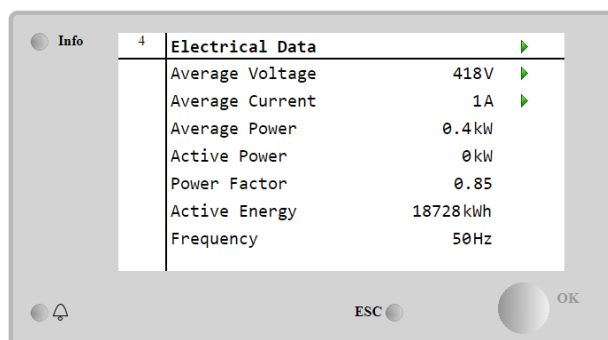 Info
4 Electrical Data
Average Voltage 418V
Average Current 1A
Average Power 0.4kW
Active Power 0kW
Power Factor 0.85
Active Energy 18728kWh
Frequency 50Hz
ESC
OK